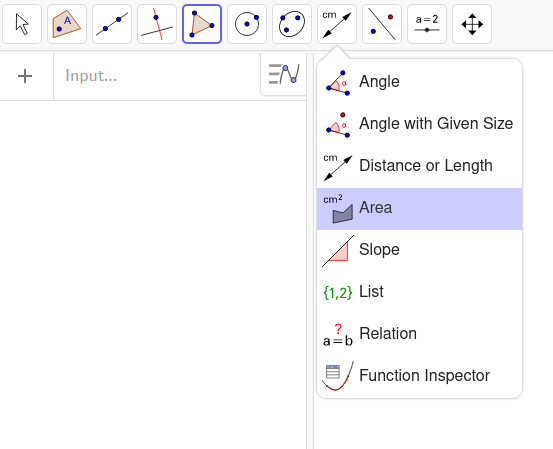 A
cm
a=2
Input...
α Angle
α Angle with Given Size
cm Distance or Length
cm² Area
Slope
{1,2} List
? a=b Relation
Function Inspector